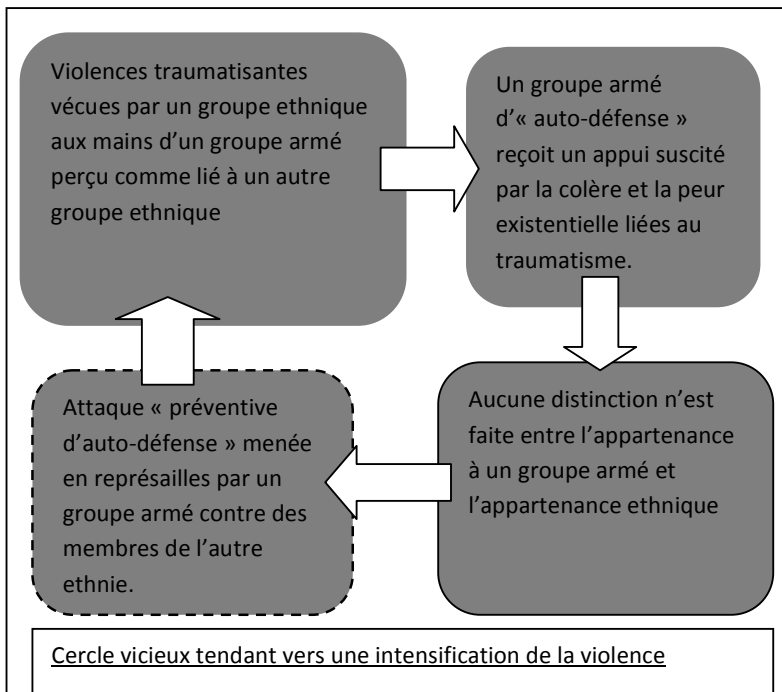 Violences traumatisantes
vécues par un groupe ethnique
aux mains d’un groupe armé
perçu comme lié à un autre
groupe ethnique
Un groupe armé
d’« auto-défense »
reçoit un appui suscité
par la colère et la peur
existentielle liées au
traumatisme.
Aucune distinction n’est
faite entre l’appartenance
à un groupe armé et
l’appartenance ethnique
Attaque « préventive
d’auto-défense » menée
en représailles par un
groupe armé contre des
membres de l’autre
ethnie.
Cercle vicieux tendant vers une intensification de la violence